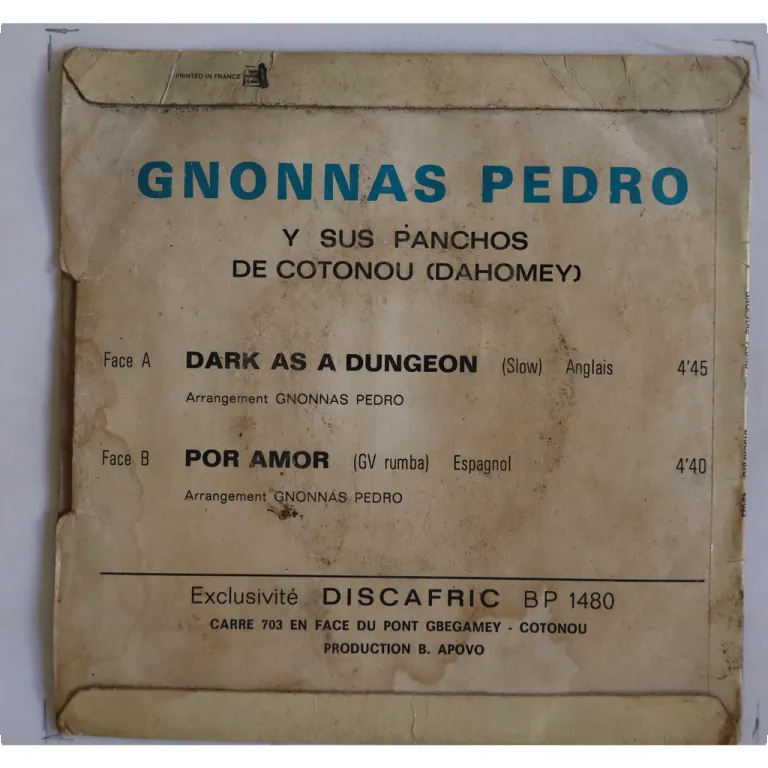 PRINTED IN FRANCE
GNONNAS PEDRO
Y SUS PANCHOS
DE COTONOU (DAHOMEY)
Face A DARK AS A DUNGEON (Slow) Anglais 4'45
Arrangement GNONNAS PEDRO
Face B POR AMOR (GV rumba) Espagnol 4'40
Arrangement GNONNAS PEDRO
Exclusivité DISCAFRIC BP 1480
CARRE 703 EN FACE DU PONT GBEGAMEY - COTONOU
PRODUCTION B. APOVO